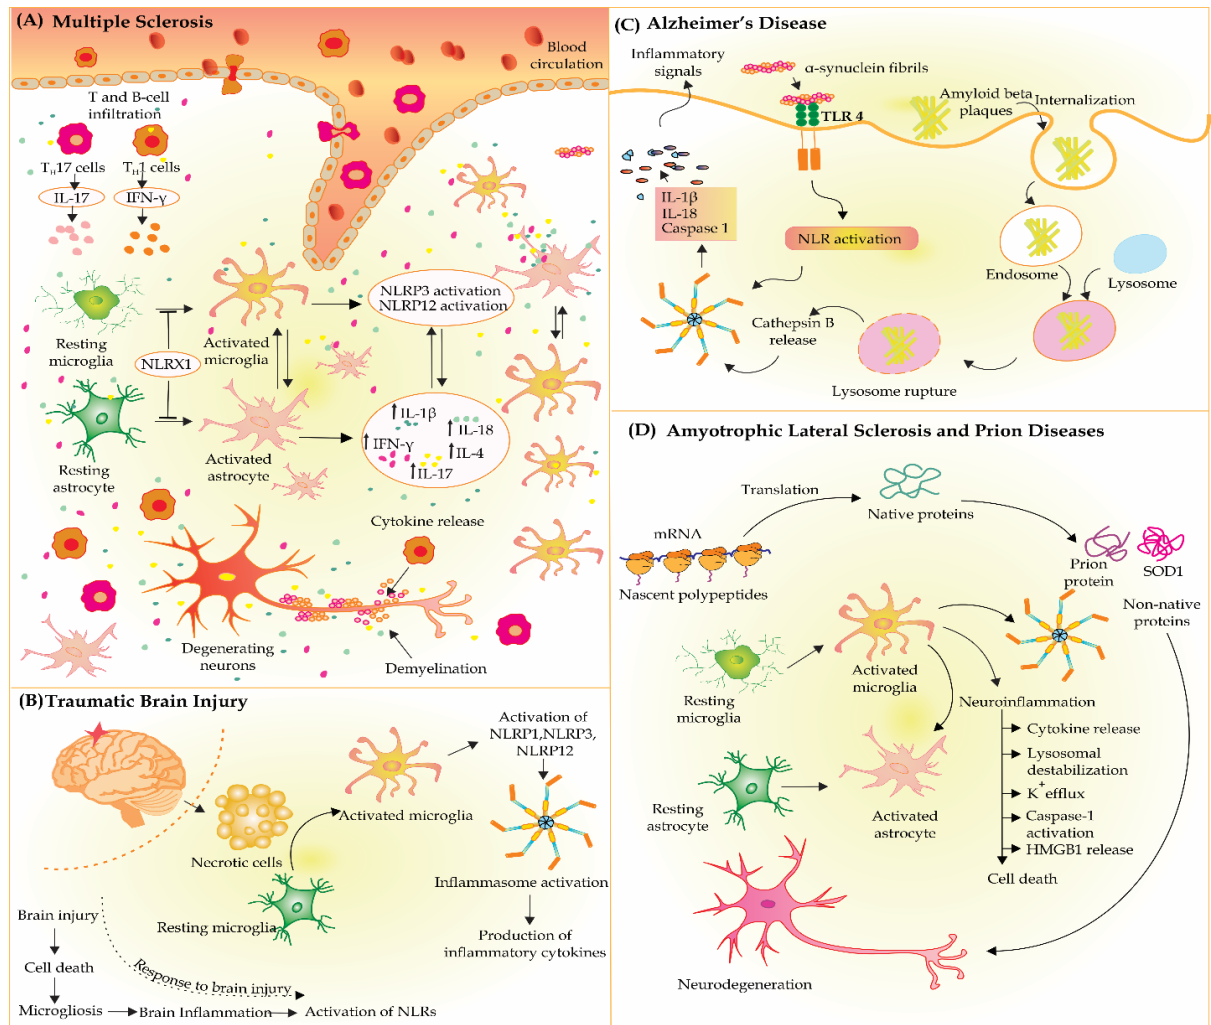 (A) Multiple Sclerosis
Blood
circulation
T and B-cell
infiltration
TH17 cells
TH1 cells
IL-17
IFN-γ
NLRP3 activation
NLRP12 activation
Resting
microglia
Activated
microglia
NLRX1
IL-1β
IL-18
IFN-γ
IL-4
IL-17
Resting
astrocyte
Activated
astrocyte
Cytokine release
Degenerating
neurons
Demyelination
(B) Traumatic Brain Injury
Activation of
NLRP1,NLRP3,
NLRP12
Activated microglia
Necrotic cells
Inflammasome activation
Resting microglia
Production of
inflammatory cytokines
Brain injury
Cell death
Response to brain injury
Microgliosis
Brain Inflammation
Activation of NLRs
(C) Alzheimer's Disease
Inflammatory
signals
α-synuclein fibrils
TLR 4
Amyloid beta
plaques
Internalization
IL-1β
IL-18
Caspase 1
NLR activation
Endosome
Lysosome
Cathepsin B
release
Lysosome rupture
(D) Amyotrophic Lateral Sclerosis and Prion Diseases
Translation
Native proteins
mRNA
Nascent polypeptides
Prion
protein
SOD1
Non-native
proteins
Activated
microglia
Resting
microglia
Neuroinflammation
Cytokine release
Lysosomal
destabilization
K+ efflux
Caspase-1
activation
HMGB1 release
Cell death
Resting
astrocyte
Activated
astrocyte
Neurodegeneration